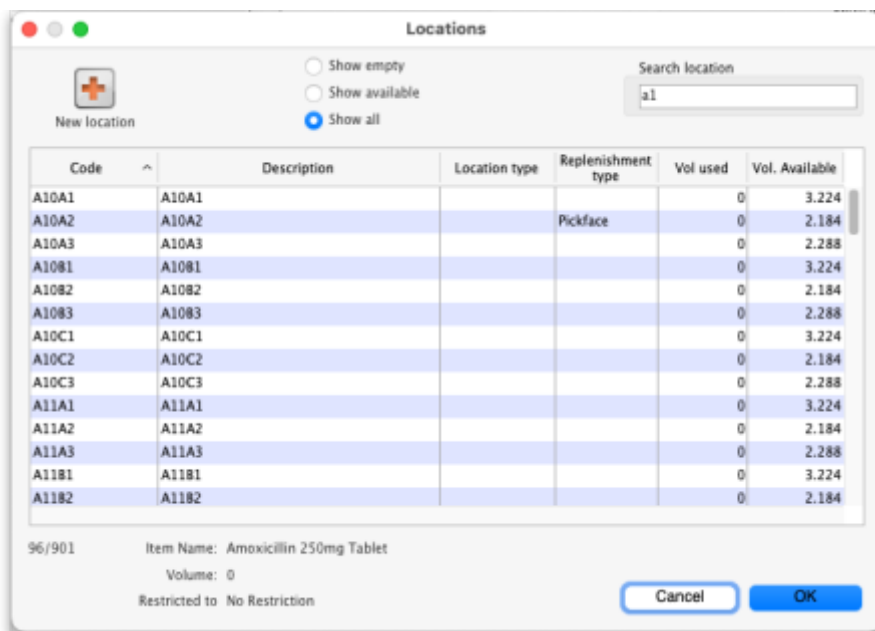 Locations
Show empty
Show available
Show all
New location
Search location
a1
Code Description Location type Replenishment type Vol used Vol. Available
A10A1 A10A1 0 3.224
A10A2 A10A2 Pickface 0 2.184
A10A3 A10A3 0 2.288
A10B1 A10B1 0 3.224
A10B2 A10B2 0 2.184
A10B3 A10B3 0 2.288
A10C1 A10C1 0 3.224
A10C2 A10C2 0 2.184
A10C3 A10C3 0 2.288
A11A1 A11A1 0 3.224
A11A2 A11A2 0 2.184
A11A3 A11A3 0 2.288
A11B1 A11B1 0 3.224
A11B2 A11B2 0 2.184
96/901 Item Name: Amoxicillin 250mg Tablet
Volume: 0
Restricted to No Restriction
Cancel OK